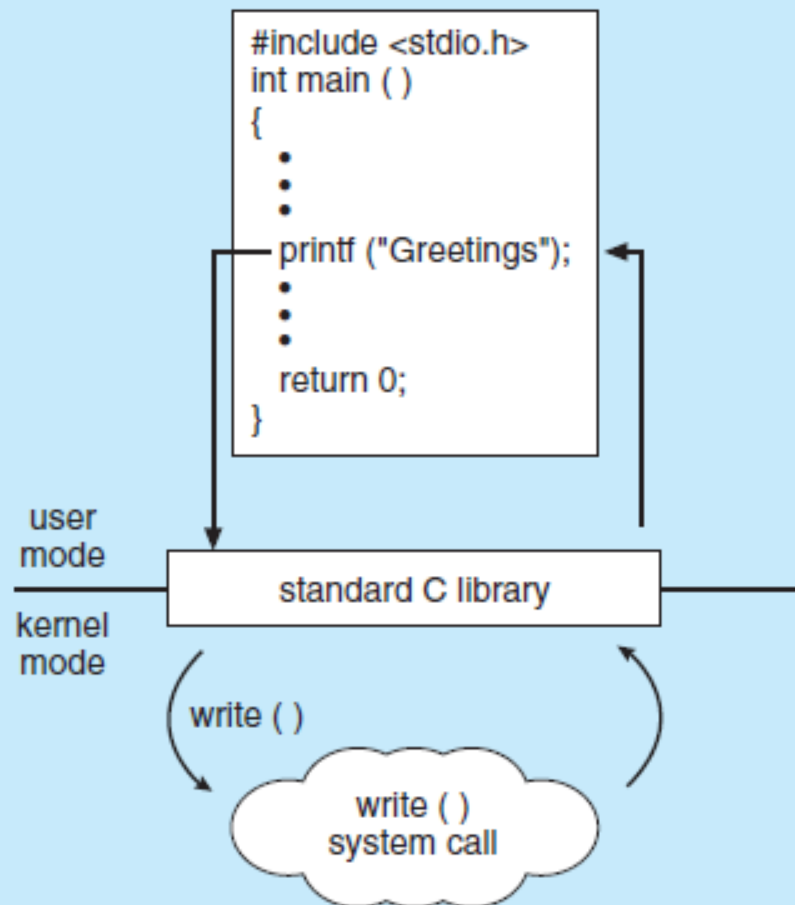 #include <stdio.h>
int main ( )
{
•
•
•
printf ("Greetings");
•
•
•
return 0;
}
user
mode
standard C library
kernel
mode
write ( )
write ( )
system call